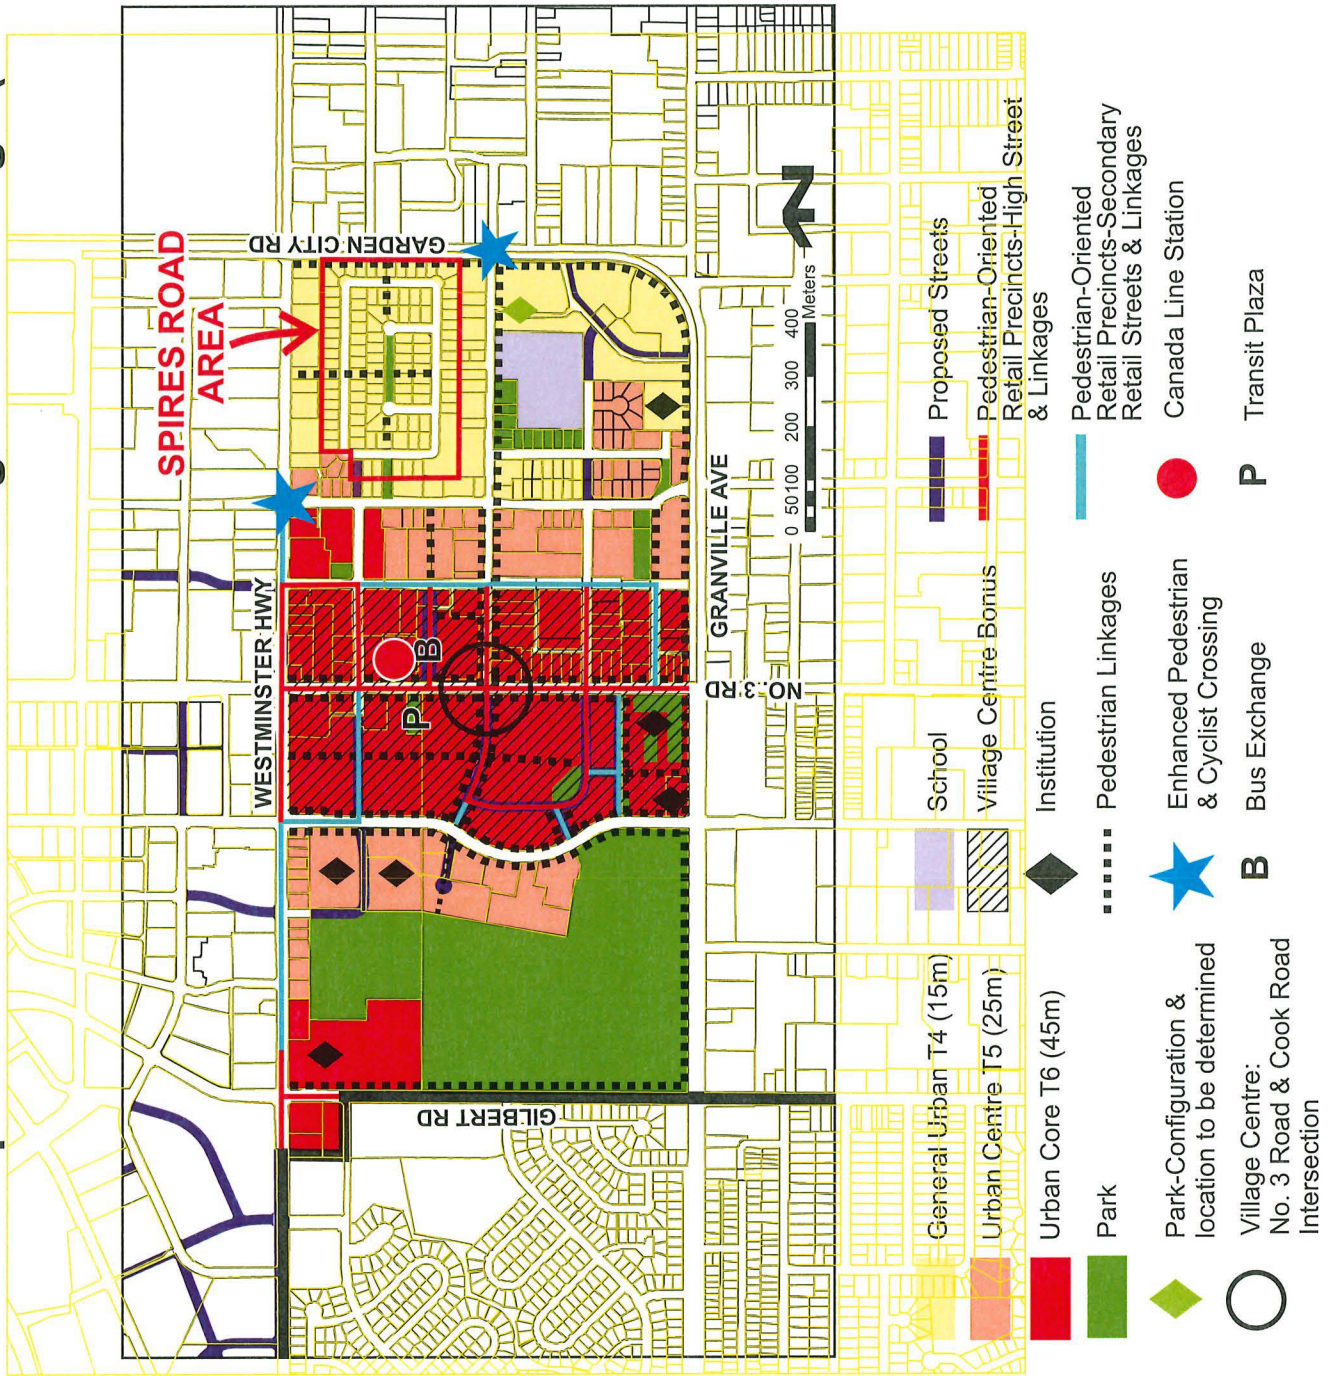 SPIRES ROAD
AREA
WESTMINSTER HWY
GARDEN CITY RD
GRANVILLE AVE
NO. 3 RD
GILBERT RD
P
B
N
0 50 100 200 300 400
Meters
General Urban T4 (15m)
Urban Centre T5 (25m)
Urban Core T6 (45m)
Park
Park-Configuration &
location to be determined
Village Centre:
No. 3 Road & Cook Road
Intersection
School
Village Centre Bonus
Institution
Pedestrian Linkages
Enhanced Pedestrian
& Cyclist Crossing
B Bus Exchange
Proposed Streets
Pedestrian-Oriented
Retail Precincts-High Street
& Linkages
Pedestrian-Oriented
Retail Precincts-Secondary
Retail Streets & Linkages
Canada Line Station
P Transit Plaza